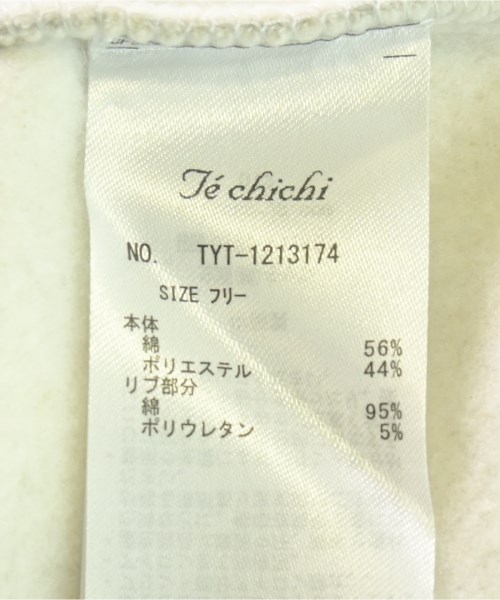 Té chichi
NO. TYT-1213174
SIZE フリー
本体
綿 56%
ポリエステル 44%
リブ部分
綿 95%
ポリウレタン 5%